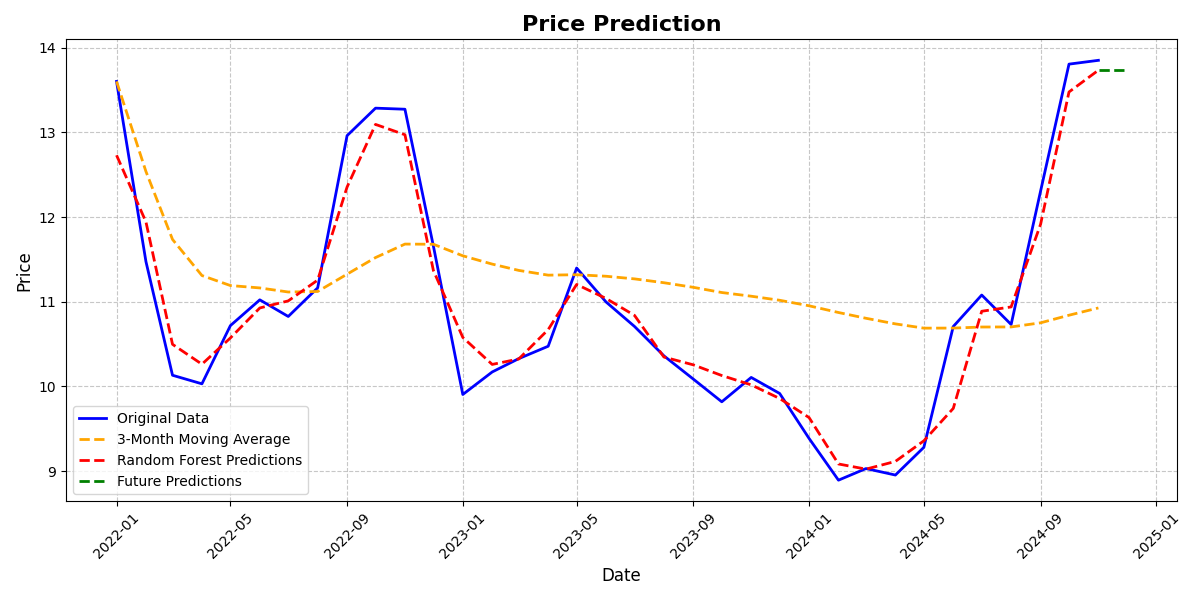 Price Prediction
14
13
12
11
10
9
Price
Original Data
3-Month Moving Average
Random Forest Predictions
Future Predictions
2022-01
2022-05
2022-09
2023-01
2023-05
2023-09
2024-01
2024-05
2024-09
2025-01
Date